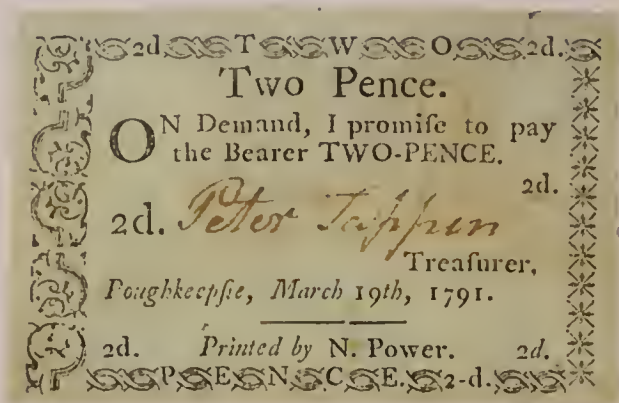 2d. T W O 2d.
Two Pence.
ON Demand, I promiſe to pay
the Bearer TWO-PENCE.
2d.
2d. Peter Tappen
Treaſurer,
Poughkeepſie, March 19th, 1791.
2d. Printed by N. Power. 2d.
P E N C E. 2-d.